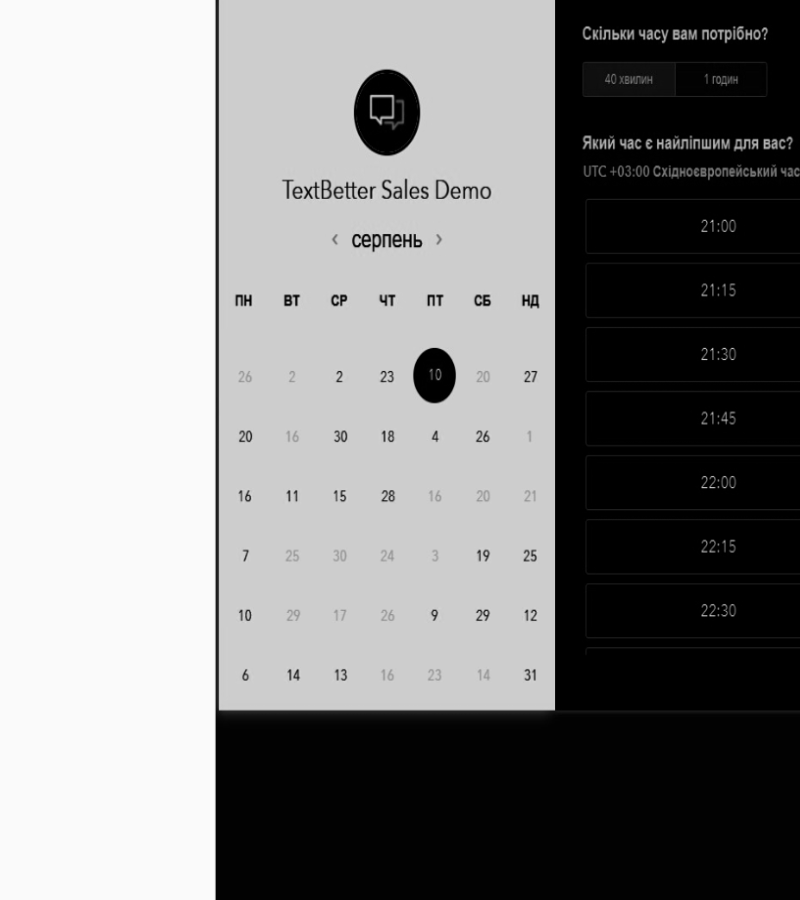 TextBetter Sales Demo
серпень
ПН ВТ СР ЧТ ПТ СБ НД
26 2 2 23 10 20 27
20 16 30 18 4 26 1
16 11 15 28 16 20 21
7 25 30 24 3 19 25
10 29 17 26 9 29 12
6 14 13 16 23 14 31
Скільки часу вам потрібно?
40 хвилин 1 годин
Який час є найліпшим для вас?
UTC +03:00 Східноєвропейський час
21:00
21:15
21:30
21:45
22:00
22:15
22:30